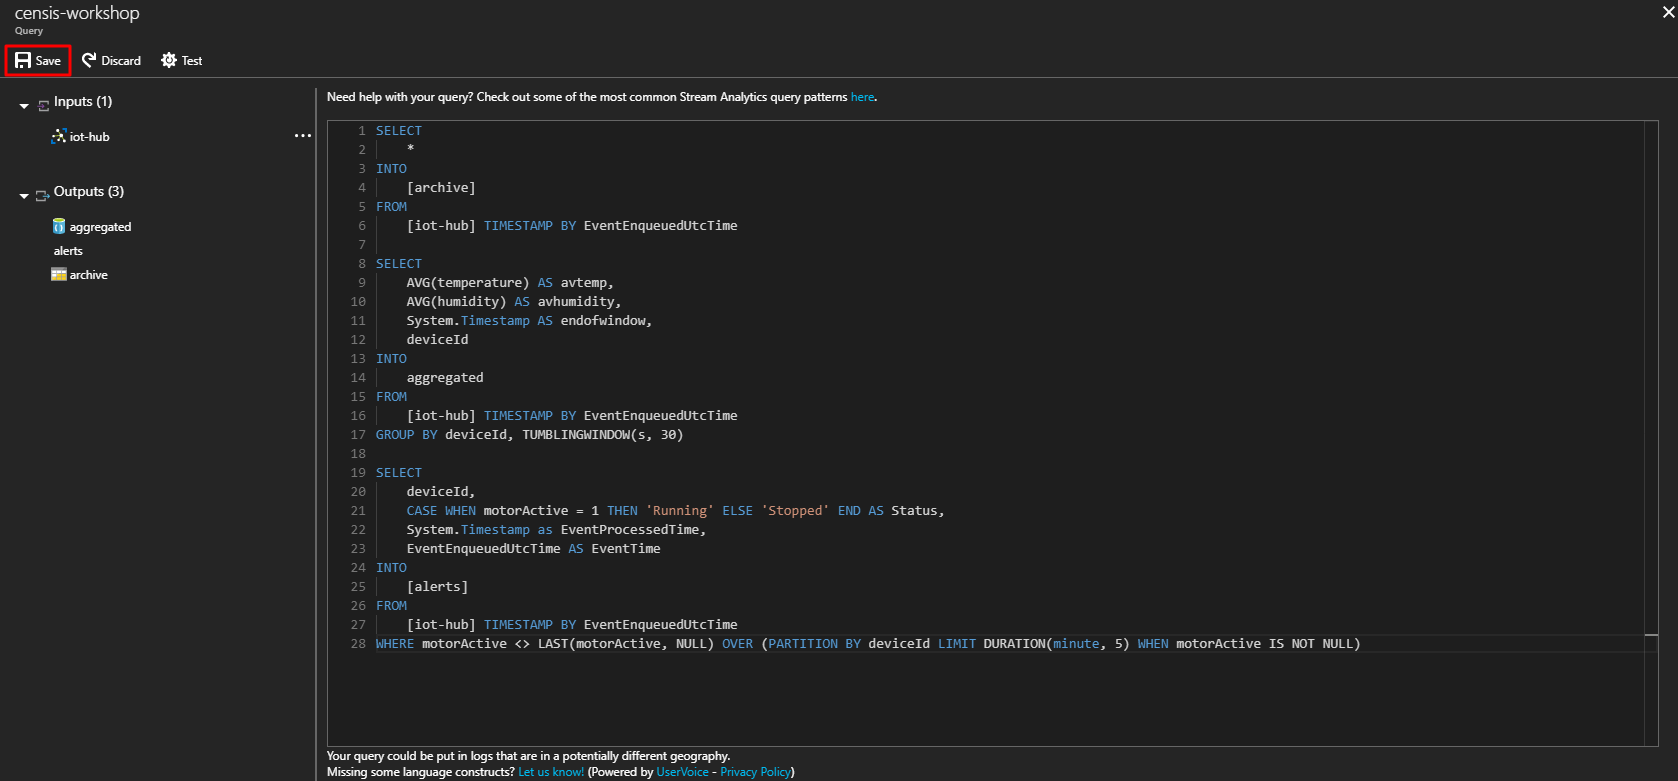 censis-workshop
Query
Save Discard Test
Inputs (1)
iot-hub
Outputs (3)
aggregated
alerts
archive
Need help with your query? Check out some of the most common Stream Analytics query patterns here.
1 SELECT
2 *
3 INTO
4 [archive]
5 FROM
6 [iot-hub] TIMESTAMP BY EventEnqueuedUtcTime
7
8 SELECT
9 AVG(temperature) AS avtemp,
10 AVG(humidity) AS avhumidity,
11 System.Timestamp AS endofwindow,
12 deviceId
13 INTO
14 aggregated
15 FROM
16 [iot-hub] TIMESTAMP BY EventEnqueuedUtcTime
17 GROUP BY deviceId, TUMBLINGWINDOW(s, 30)
18
19 SELECT
20 deviceId,
21 CASE WHEN motorActive = 1 THEN 'Running' ELSE 'Stopped' END AS Status,
22 System.Timestamp as EventProcessedTime,
23 EventEnqueuedUtcTime AS EventTime
24 INTO
25 [alerts]
26 FROM
27 [iot-hub] TIMESTAMP BY EventEnqueuedUtcTime
28 WHERE motorActive <> LAST(motorActive, NULL) OVER (PARTITION BY deviceId LIMIT DURATION(minute, 5) WHEN motorActive IS NOT NULL)
Your query could be put in logs that are in a potentially different geography.
Missing some language constructs? Let us know! (Powered by UserVoice - Privacy Policy)